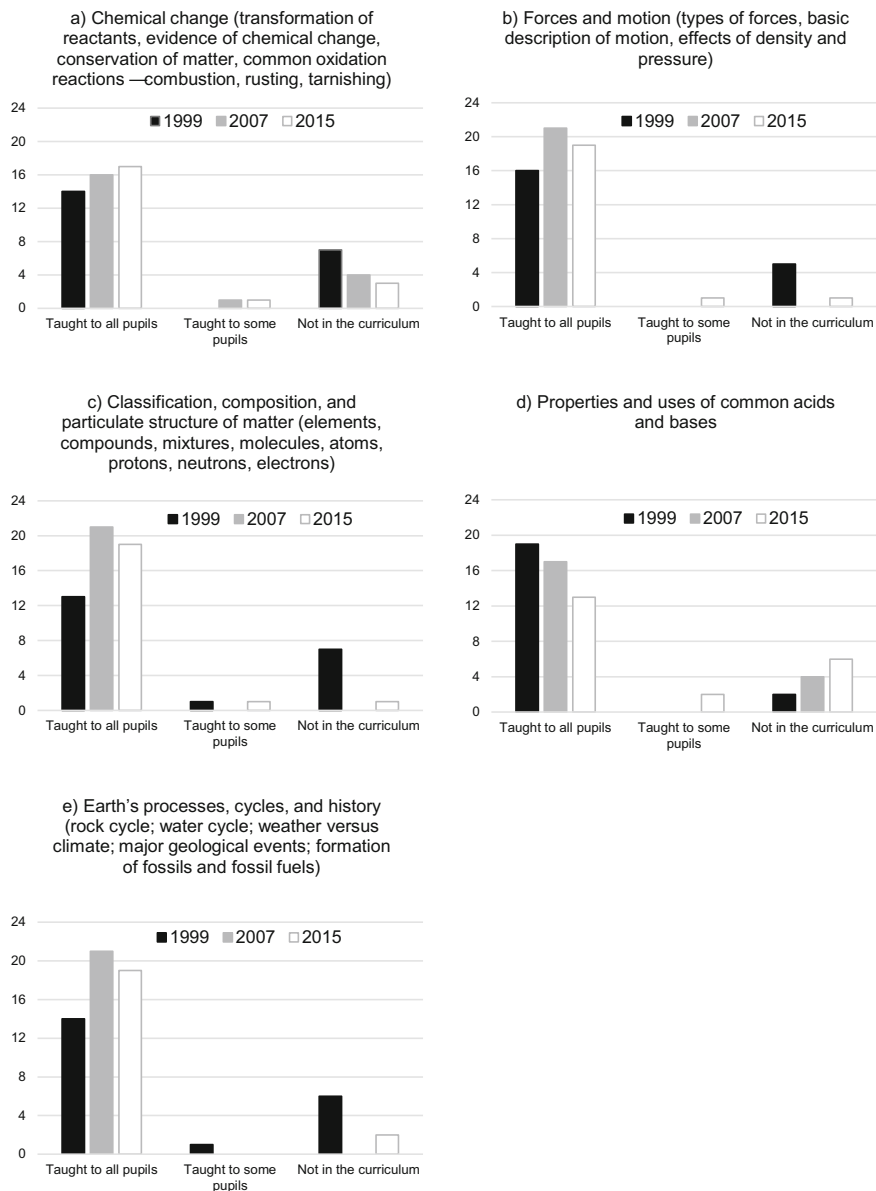 a) Chemical change (transformation of
reactants, evidence of chemical change,
conservation of matter, common oxidation
reactions —combustion, rusting, tarnishing)
24
20
16
12
8
4
0
1999 2007 2015
Taught to all pupils Taught to some Not in the curriculum
pupils
b) Forces and motion (types of forces, basic
description of motion, effects of density and
pressure)
24
20
16
12
8
4
0
1999 2007 2015
Taught to all pupils Taught to some Not in the curriculum
pupils
c) Classification, composition, and
particulate structure of matter (elements,
compounds, mixtures, molecules, atoms,
protons, neutrons, electrons)
24
20
16
12
8
4
0
1999 2007 2015
Taught to all pupils Taught to some Not in the curriculum
pupils
d) Properties and uses of common acids
and bases
24
20
16
12
8
4
0
1999 2007 2015
Taught to all pupils Taught to some Not in the curriculum
pupils
e) Earth's processes, cycles, and history
(rock cycle; water cycle; weather versus
climate; major geological events; formation
of fossils and fossil fuels)
24
20
16
12
8
4
0
1999 2007 2015
Taught to all pupils Taught to some Not in the curriculum
pupils